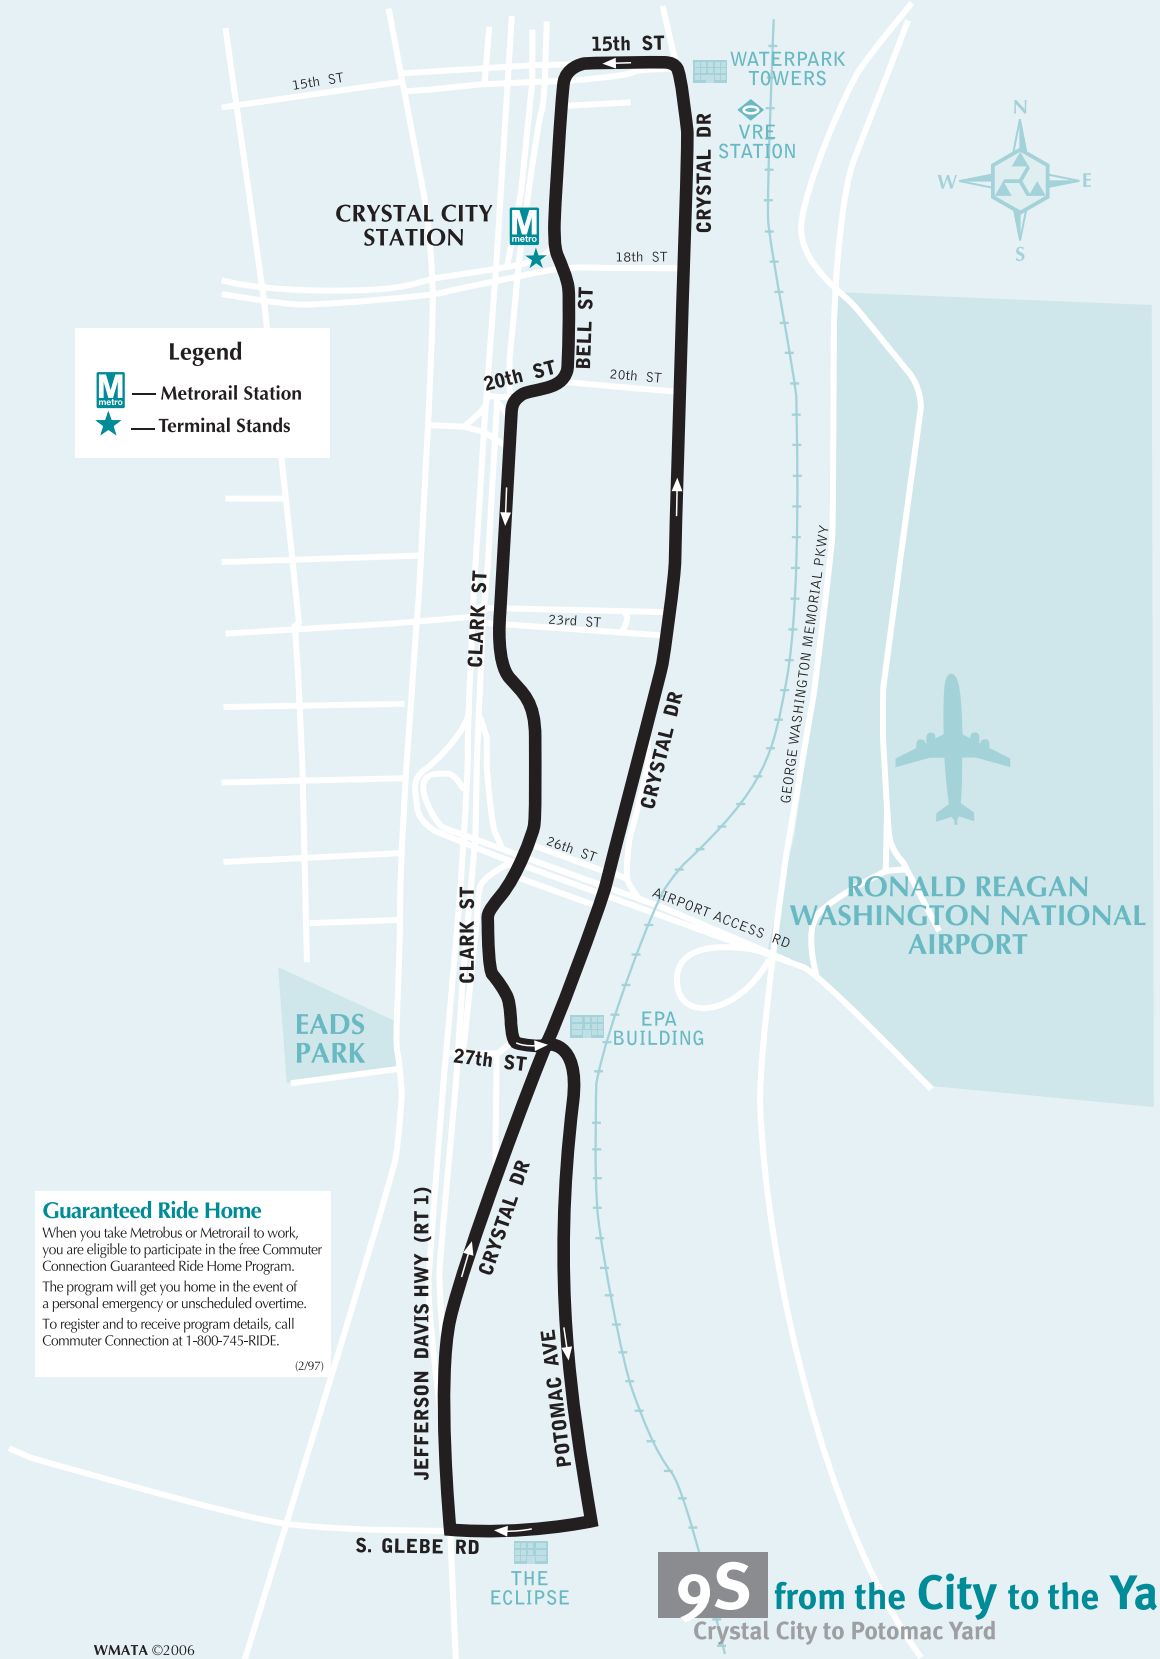 15th ST
15th ST
WATERPARK
TOWERS
VRE
STATION
CRYSTAL DR
N
W
E
S
CRYSTAL CITY
STATION
M
metro
18th ST
BELL ST
20th ST
20th ST
Legend
M
metro
— Metrorail Station
— Terminal Stands
CLARK ST
23rd ST
GEORGE WASHINGTON MEMORIAL PKWY
CRYSTAL DR
26th ST
AIRPORT ACCESS RD
RONALD REAGAN
WASHINGTON NATIONAL
AIRPORT
CLARK ST
EADS
PARK
EPA
BUILDING
27th ST
CRYSTAL DR
JEFFERSON DAVIS HWY (RT 1)
POTOMAC AVE
Guaranteed Ride Home
When you take Metrobus or Metrorail to work,
you are eligible to participate in the free Commuter
Connection Guaranteed Ride Home Program.
The program will get you home in the event of
a personal emergency or unscheduled overtime.
To register and to receive program details, call
Commuter Connection at 1-800-745-RIDE.
(2/97)
S. GLEBE RD
THE
ECLIPSE
9S from the City to the Ya
Crystal City to Potomac Yard
WMATA ©2006